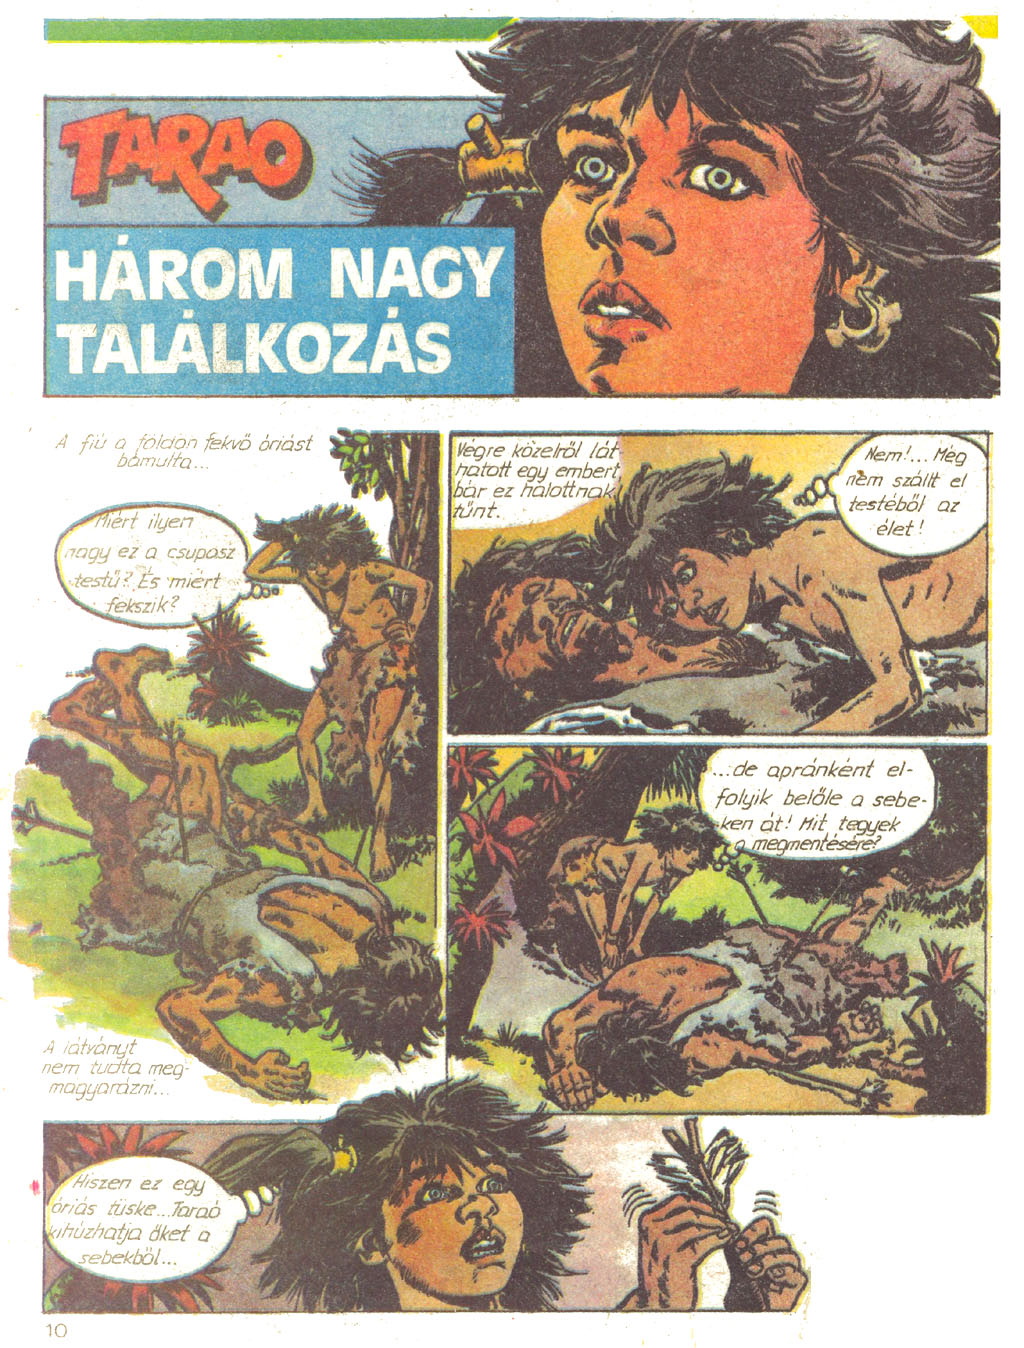 TARAO
HÁROM NAGY
TALÁLKOZÁS
A fiú a földön fekvő óriást
bámulta...
Miért ilyen
nagy ez a csupasz
testű? És miért
fekszik?
A látványt
nem tudta meg-
magyarázni...
Végre közelről lát-
hatott egy embert
bár ez halottnak
tűnt.
Nem!... Még
nem szállt el
testéből az
élet!
...de apránként el-
folyik belőle a sebe-
ken át! Mit tegyek
a megmentésére?
Hiszen ez egy
óriás tüske...Taraó
kihúzhatja őket a
sebekből...
10